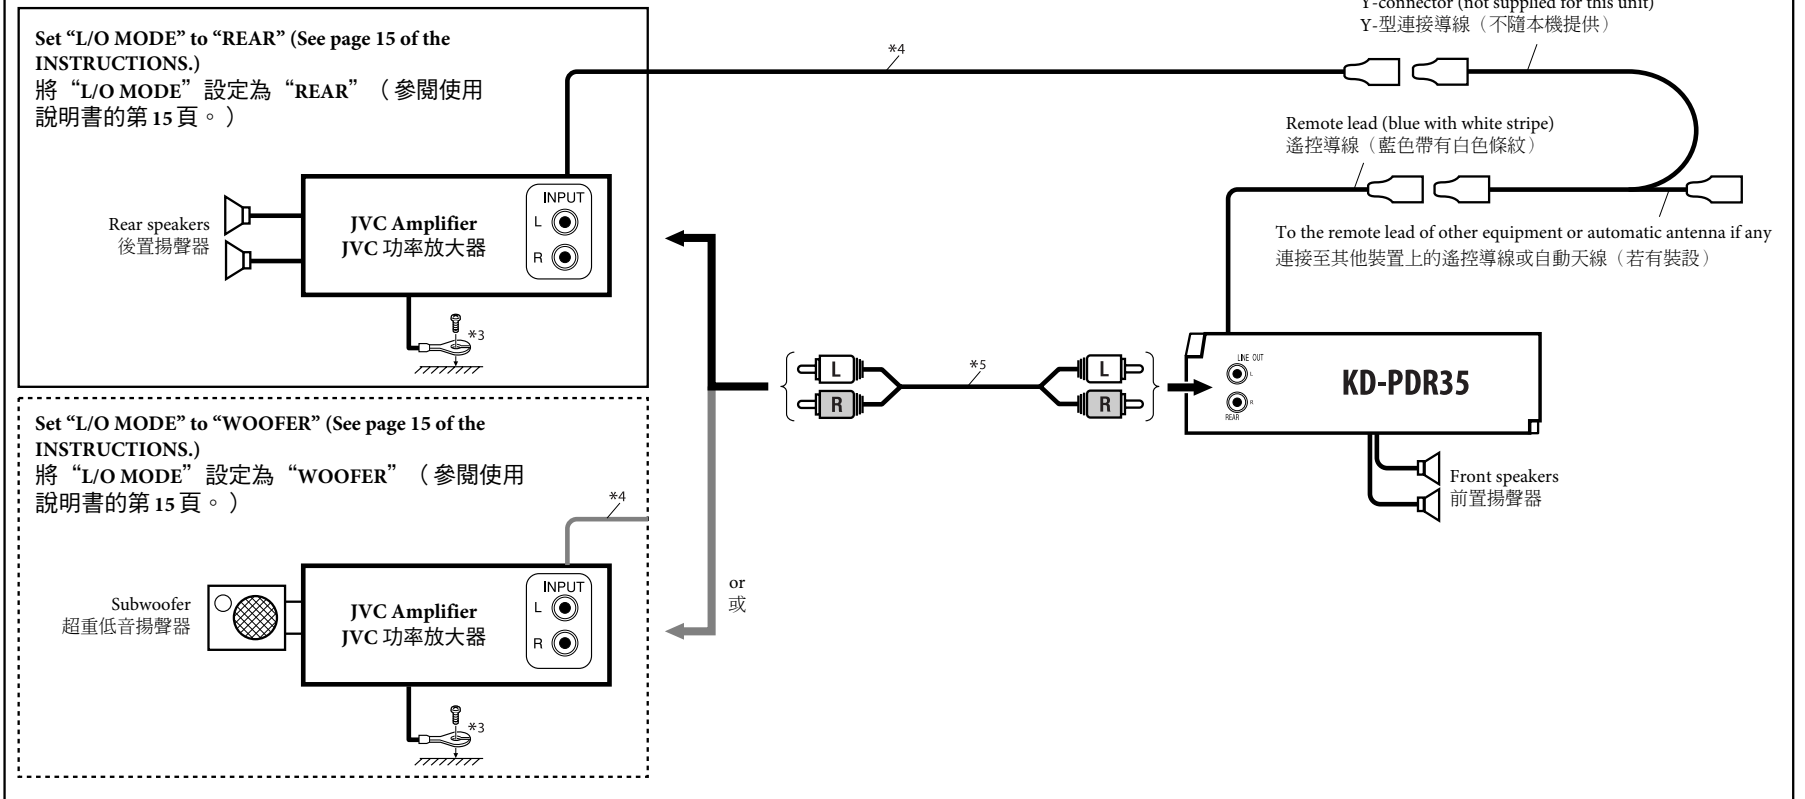 Y-connector (not supplied for this unit)
Y-型連接導線（不隨本機提供）
Set “L/O MODE” to “REAR” (See page 15 of the
INSTRUCTIONS.)
將“L/O MODE”設定為“REAR”（參閱使用
說明書的第15頁。）
*4
Remote lead (blue with white stripe)
遙控導線（藍色帶有白色條紋）
INPUT
L
R
JVC Amplifier
JVC 功率放大器
Rear speakers
後置揚聲器
*3
To the remote lead of other equipment or automatic antenna if any
連接至其他裝置上的遙控導線或自動天線（若有裝設）
L
R
*5
L
R
LINE OUT
L
R
REAR
KD-PDR35
Front speakers
前置揚聲器
Set “L/O MODE” to “WOOFER” (See page 15 of the
INSTRUCTIONS.)
將“L/O MODE”設定為“WOOFER”（參閱使用
說明書的第15頁。）
*4
INPUT
L
R
JVC Amplifier
JVC 功率放大器
Subwoofer
超重低音揚聲器
*3
or
或